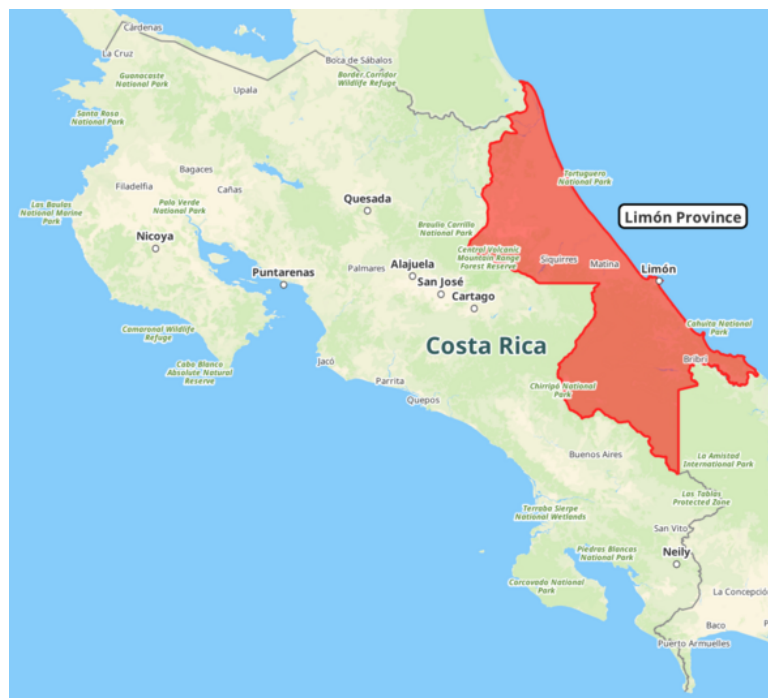 Cárdenas
La Cruz
Boca de Sábalos
Guanacaste
National Park
Border Corridor
Wildlife Refuge
Upala
Santa Rosa
National Park
Bagaces
Tortuguero
National Park
Filadelfia
Cañas
Las Baulas
National Marine
Park
Palo Verde
National Park
Quesada
Limón Province
Braulio Carrillo
National Park
Nicoya
Central Volcanic
Mountain Range
Forest Reserve
Siquirres
Matina
Limón
Puntarenas
Palmares
Alajuela
San José
Cartago
Camaronal Wildlife
Refuge
Cahuita National
Park
Costa Rica
Cabo Blanco
Absolute Natural
Reserve
Jacó
Bribri
Parrita
Chirripó National
Park
Quepos
Buenos Aires
La Amistad
International Park
Las Tablas
Protected Zone
Terraba Sierpe
National Wetlands
San Vito
Piedras Blancas
National Park
Neily
Corcovado National
Park
La Concepción
Baco
Puerto Armuelles